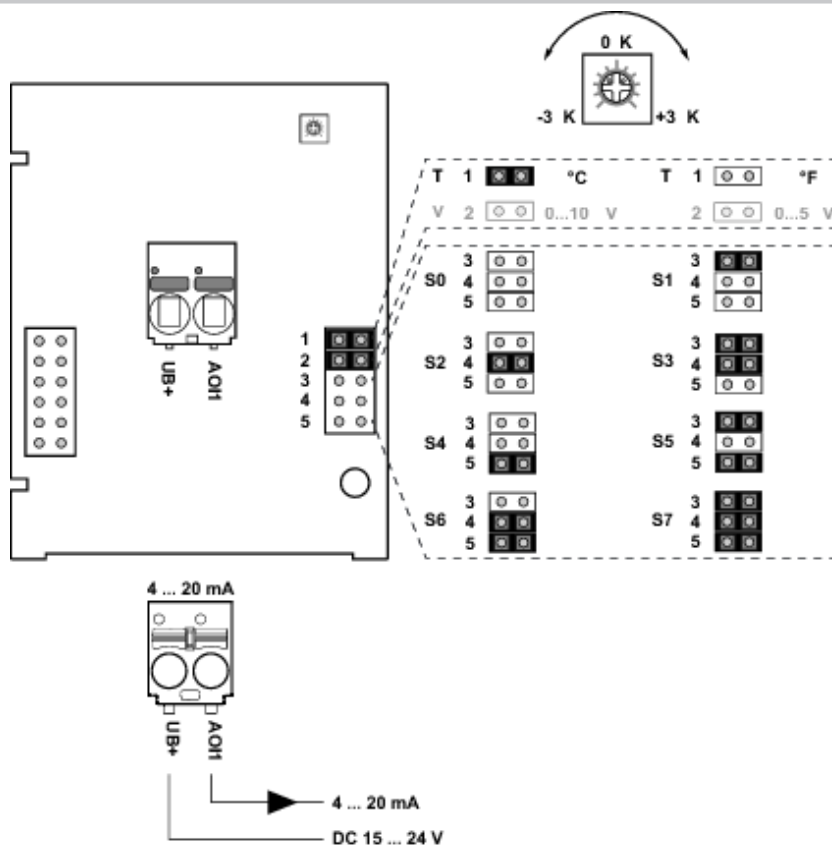 0 K
-3 K
+3 K
T 1 °C
T 1 °F
V 2 0...10 V
2 0...5 V
S0
3
4
5
S1
3
4
5
S2
3
4
5
S3
3
4
5
S4
3
4
5
S5
3
4
5
S6
3
4
5
S7
3
4
5
1
2
3
4
5
UB+
AOI1
4 ... 20 mA
UB+
AOI1
4 ... 20 mA
DC 15 ... 24 V